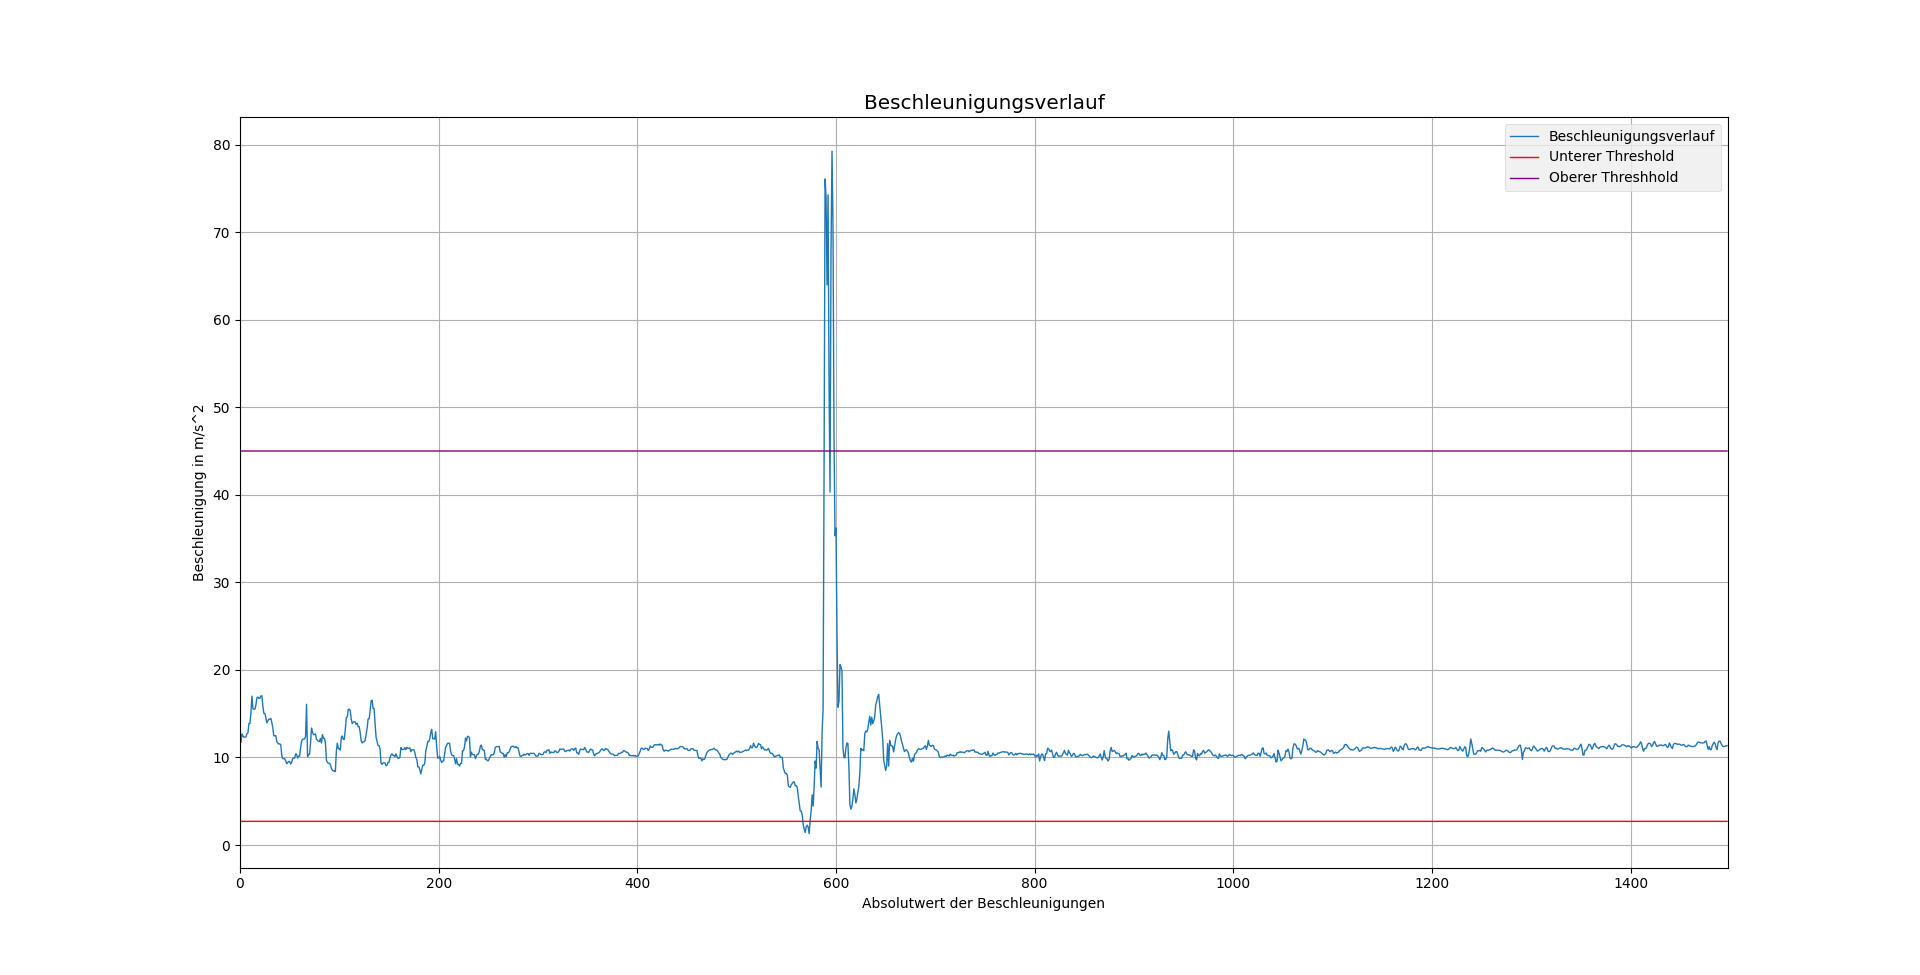 Beschleunigungsverlauf
80
70
60
50
40
30
20
10
0
Beschleunigung in m/s^2
Beschleunigungsverlauf
Unterer Threshold
Oberer Threshhold
0 200 400 600 800 1000 1200 1400
Absolutwert der Beschleunigungen